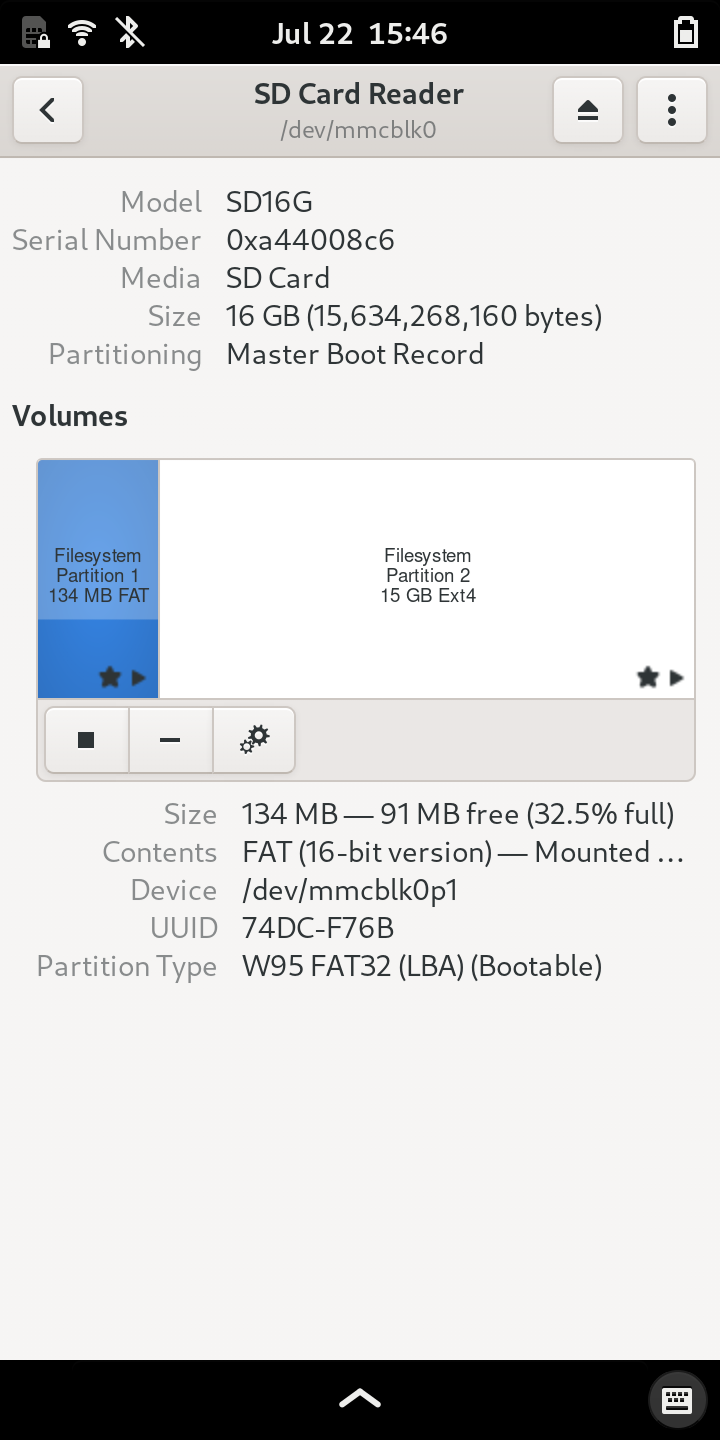 Jul 22 15:46
SD Card Reader
/dev/mmcblk0
Model SD16G
Serial Number 0xa44008c6
Media SD Card
Size 16 GB (15,634,268,160 bytes)
Partitioning Master Boot Record
Volumes
Filesystem
Partition 1
134 MB FAT
Filesystem
Partition 2
15 GB Ext4
Size 134 MB — 91 MB free (32.5% full)
Contents FAT (16-bit version) — Mounted …
Device /dev/mmcblk0p1
UUID 74DC-F76B
Partition Type W95 FAT32 (LBA) (Bootable)